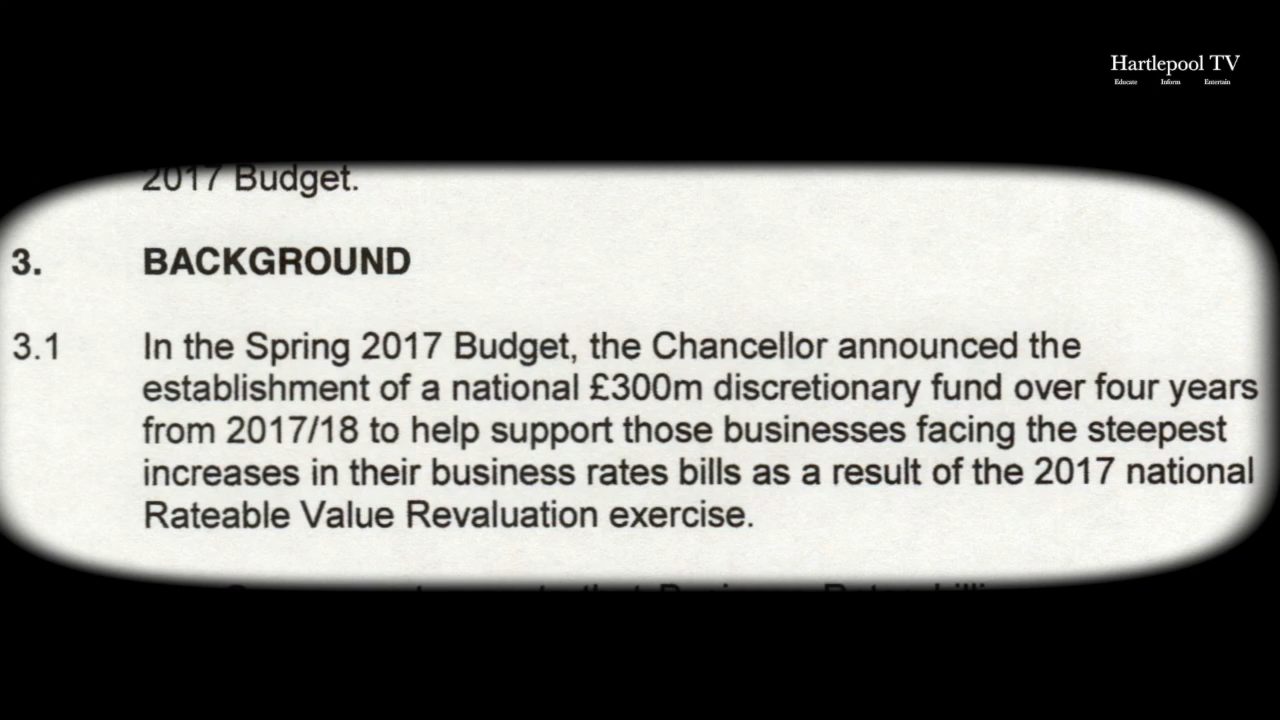 Hartlepool TV
Educate Inform Entertain
2017 Budget.
3. BACKGROUND
3.1 In the Spring 2017 Budget, the Chancellor announced the
establishment of a national £300m discretionary fund over four years
from 2017/18 to help support those businesses facing the steepest
increases in their business rates bills as a result of the 2017 national
Rateable Value Revaluation exercise.